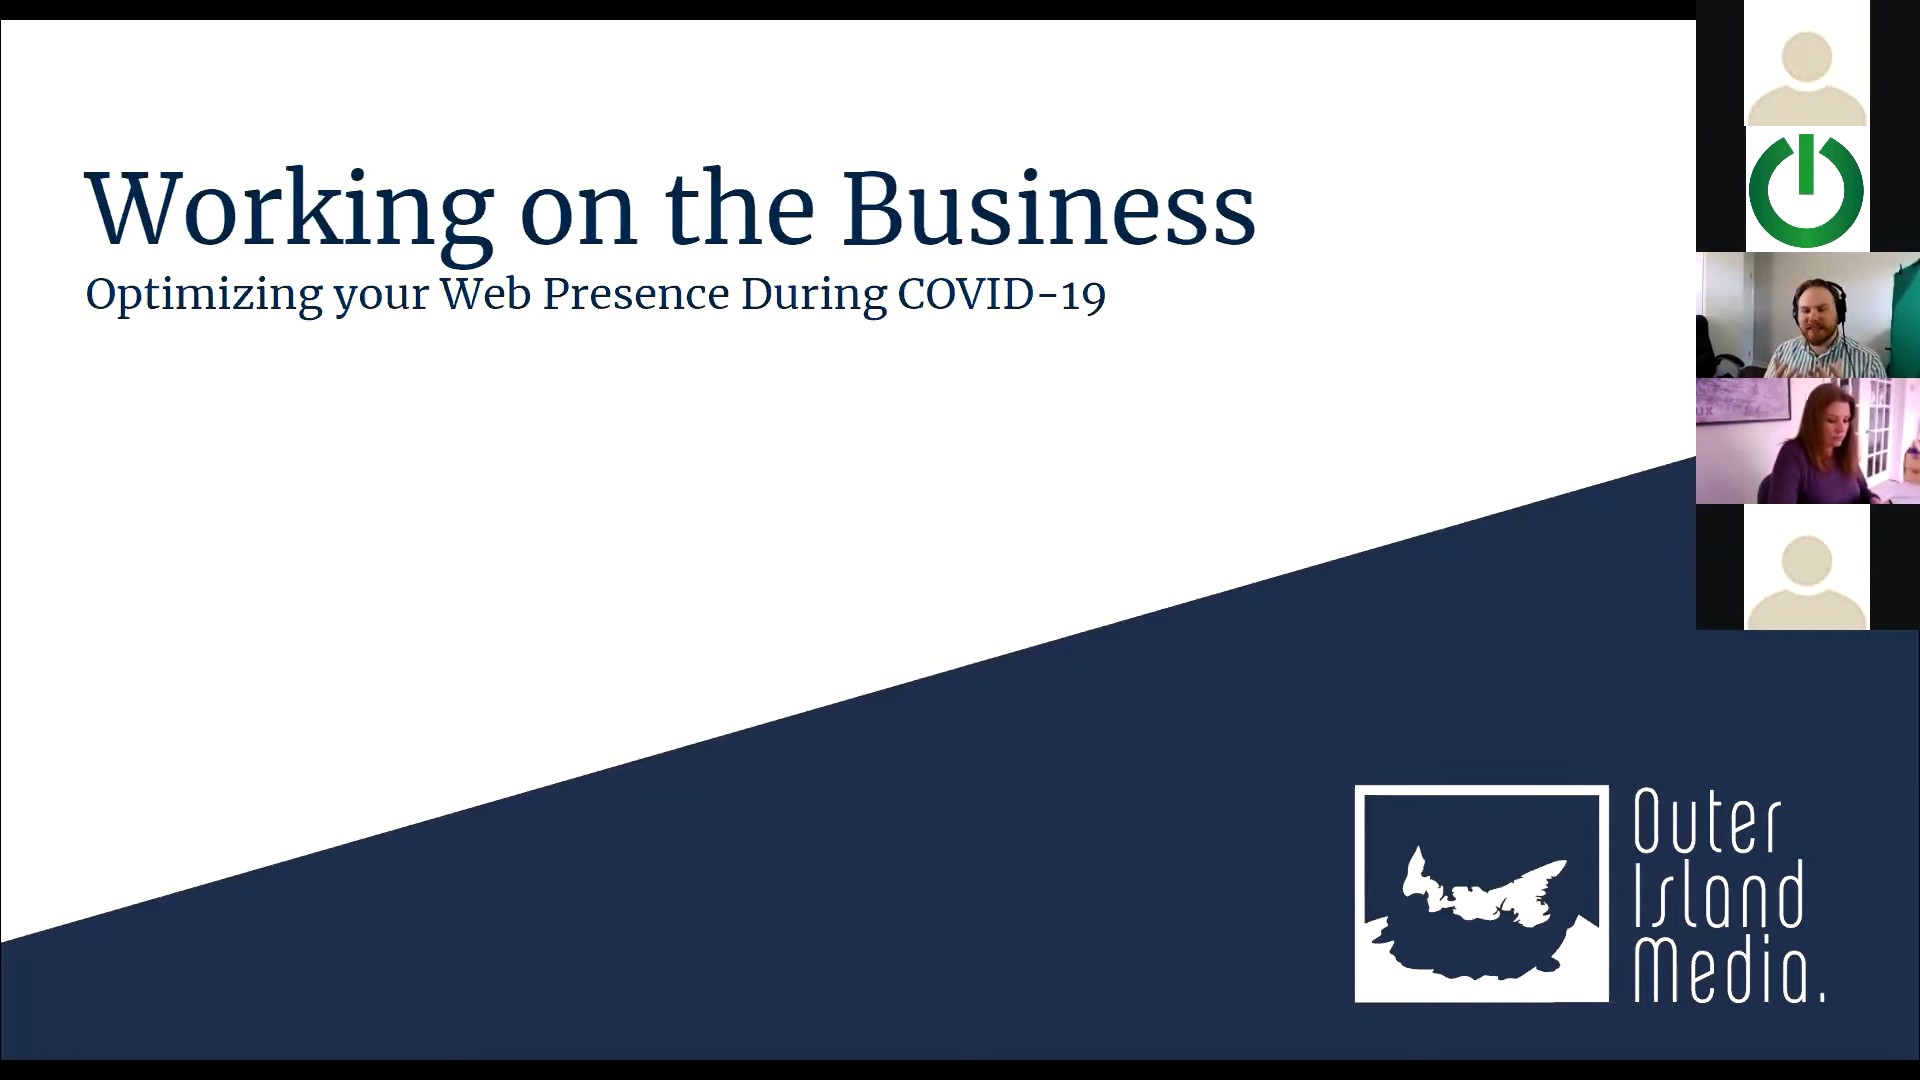 Working on the Business
Optimizing your Web Presence During COVID-19
Outer
Island
Media.